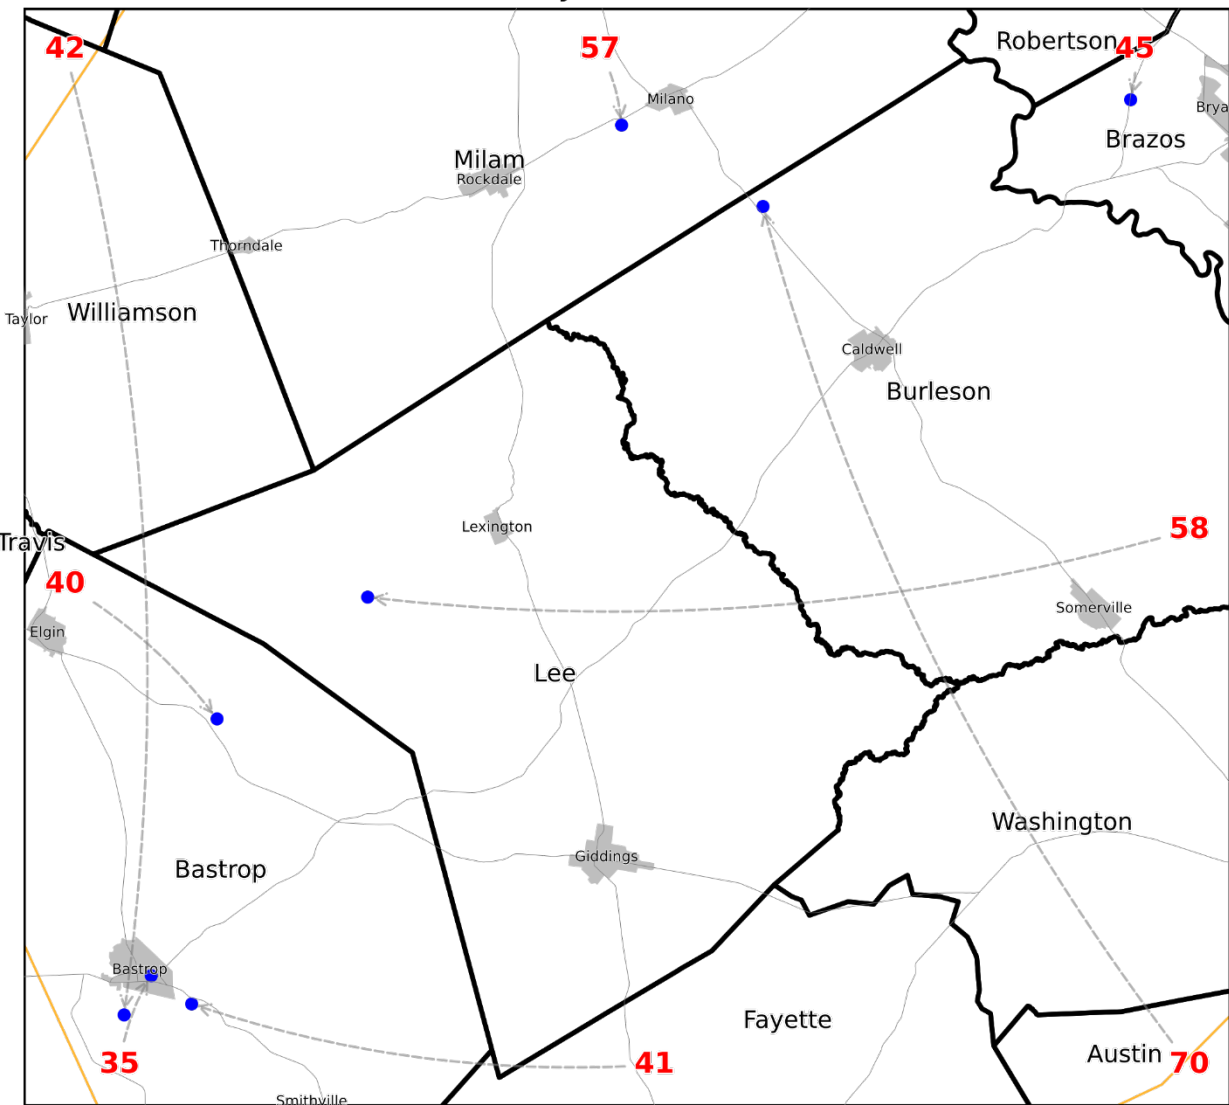 42
57
Robertson
45
Milano
Brya
Brazos
Milam
Rockdale
Thorndale
Williamson
Taylor
Caldwell
Burleson
Lexington
58
Travis
40
Somerville
Elgin
Lee
Washington
Giddings
Bastrop
Bastrop
Fayette
Austin
35
41
70
Smithville